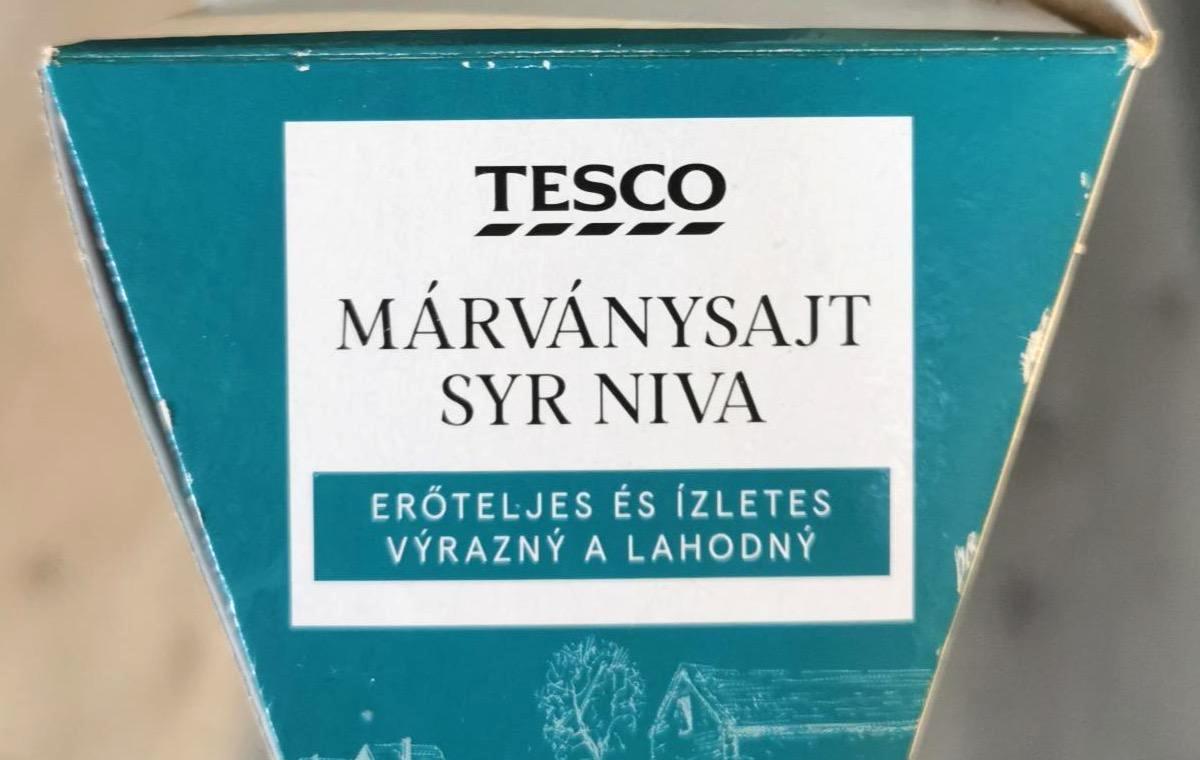 TESCO
MÁRVÁNYSAJT
SYR NIVA
ERŐTELJES ÉS ÍZLETES
VÝRAZNÝ A LAHODNÝ